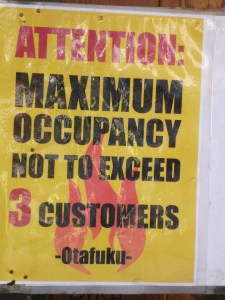 ATTENTION:
MAXIMUM
OCCUPANCY
NOT TO EXCEED
3 CUSTOMERS
-Otafuku-